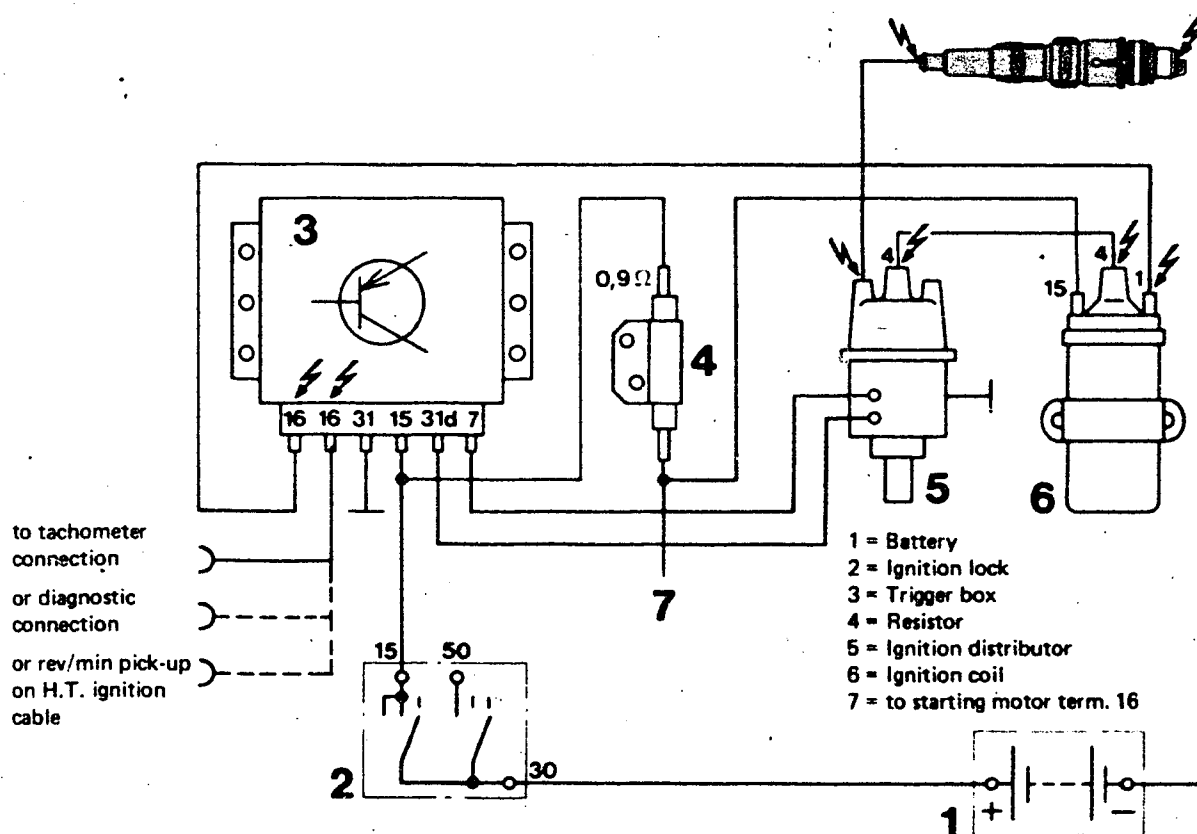 3
0,9 Ω
4
4
4
15
1
16 16 31 15 31d 7
5
6
7
to tachometer
connection
or diagnostic
connection
or rev/min pick-up
on H.T. ignition
cable
1 = Battery
2 = Ignition lock
3 = Trigger box
4 = Resistor
5 = Ignition distributor
6 = Ignition coil
7 = to starting motor term. 16
15 50
30
2
1
+ −